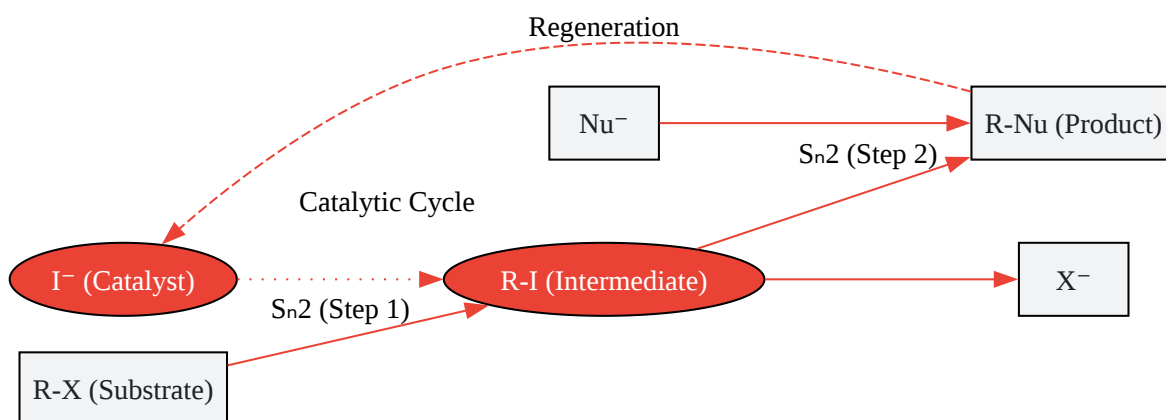 Regeneration
Nu⁻
R-Nu (Product)
Sₙ2 (Step 2)
Catalytic Cycle
I⁻ (Catalyst)
R-I (Intermediate)
X⁻
Sₙ2 (Step 1)
R-X (Substrate)